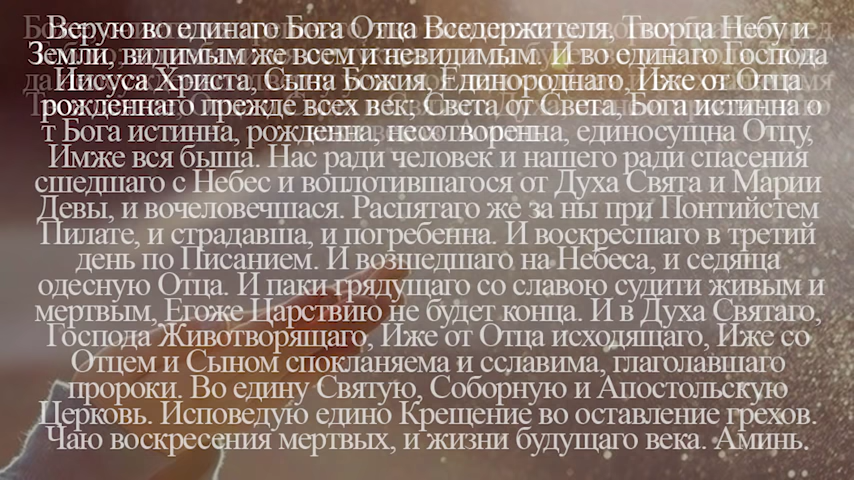 Верую во единаго Бога Отца Вседержителя, Творца Небу и
Земли, видимым же всем и невидимым. И во единаго Господа
Иисуса Христа, Сына Божия, Единороднаго, Иже от Отца
рожденнаго прежде всех век; Света от Света, Бога истинна о
т Бога истинна, рожденна, несотворенна, единосущна Отцу,
Имже вся быша. Нас ради человек и нашего ради спасения
сшедшаго с Небес и воплотившагося от Духа Свята и Марии
Девы, и вочеловечшася. Распятаго же за ны при Понтийстем
Пилате, и страдавша, и погребенна. И воскресшаго в третий
день по Писанием. И возшедшаго на Небеса, и седяща
одесную Отца. И паки грядущаго со славою судити живым и
мертвым, Егоже Царствию не будет конца. И в Духа Святаго,
Господа Животворящаго, Иже от Отца исходящаго, Иже со
Отцем и Сыном спокланяема и сславима, глаголавшаго
пророки. Во едину Святую, Соборную и Апостольскую
Церковь. Исповедую едино Крещение во оставление грехов.
Чаю воскресения мертвых, и жизни будущаго века. Аминь.